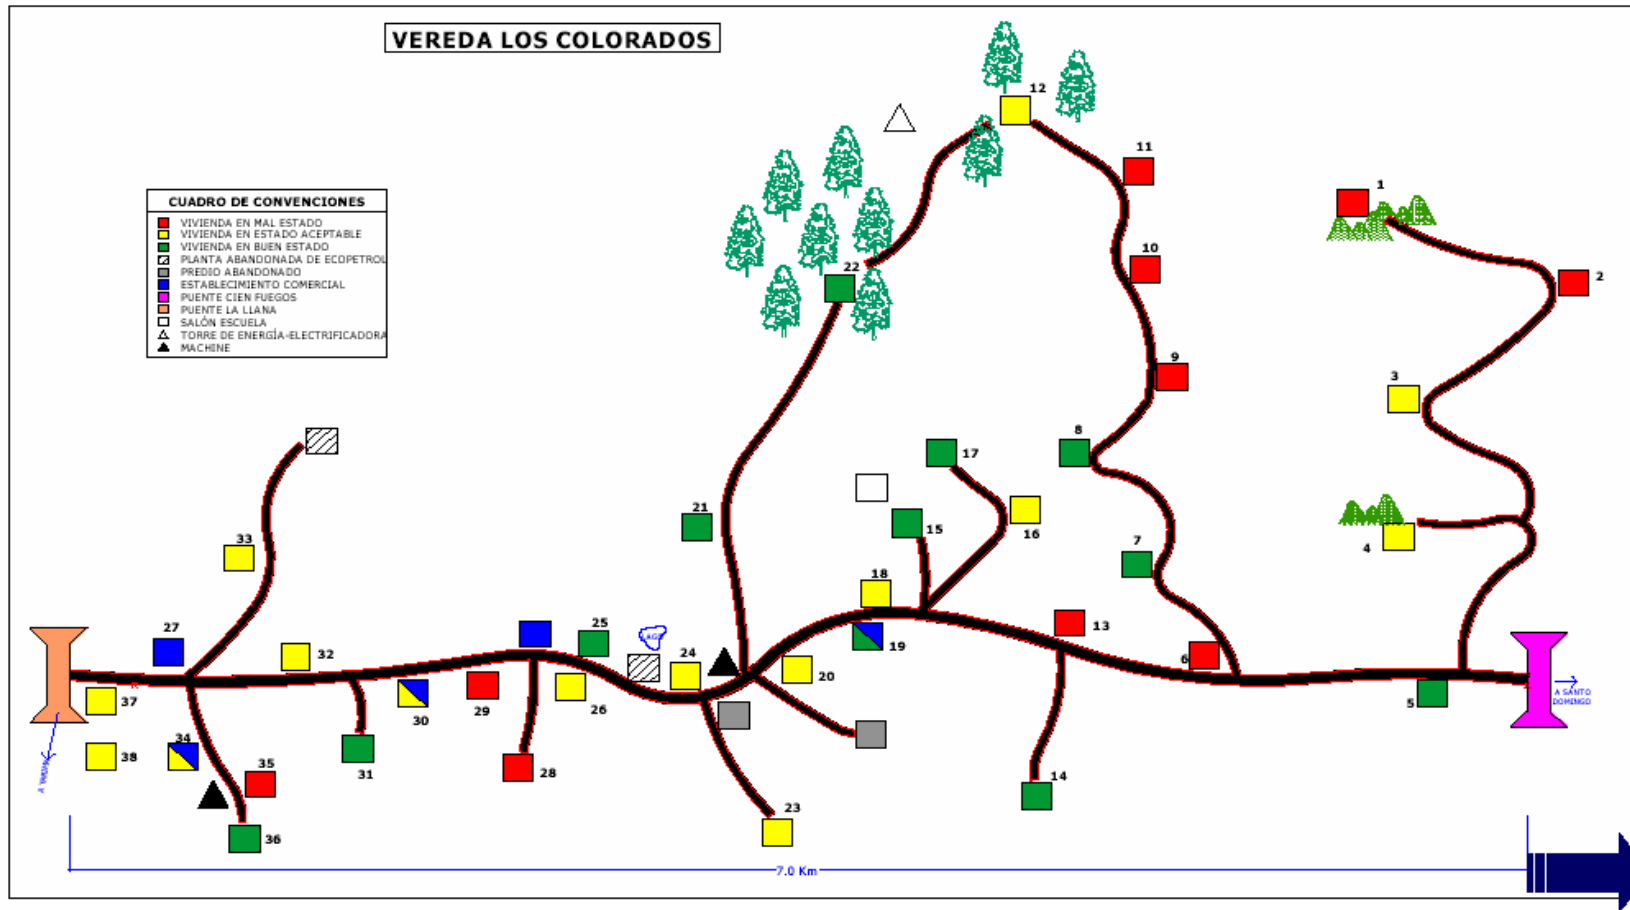 VEREDA LOS COLORADOS
CUADRO DE CONVENCIONES
VIVIENDA EN MAL ESTADO
VIVIENDA EN ESTADO ACEPTABLE
VIVIENDA EN BUEN ESTADO
PLANTA ABANDONADA DE ECOPETROL
PREDIO ABANDONADO
ESTABLECIMIENTO COMERCIAL
PUENTE CIEN FUEGOS
PUENTE LA LLANA
SALÓN ESCUELA
TORRE DE ENERGÍA-ELECTRIFICADORA
MACHINE
12
11
1
10
2
22
9
3
8
17
21
15
16
33
7
4
18
27
25
LAGO
13
32
24
19
6
20
5
A SANTO
DOMINGO
37
30
29
26
34
38
35
31
28
14
23
36
7.0 Km